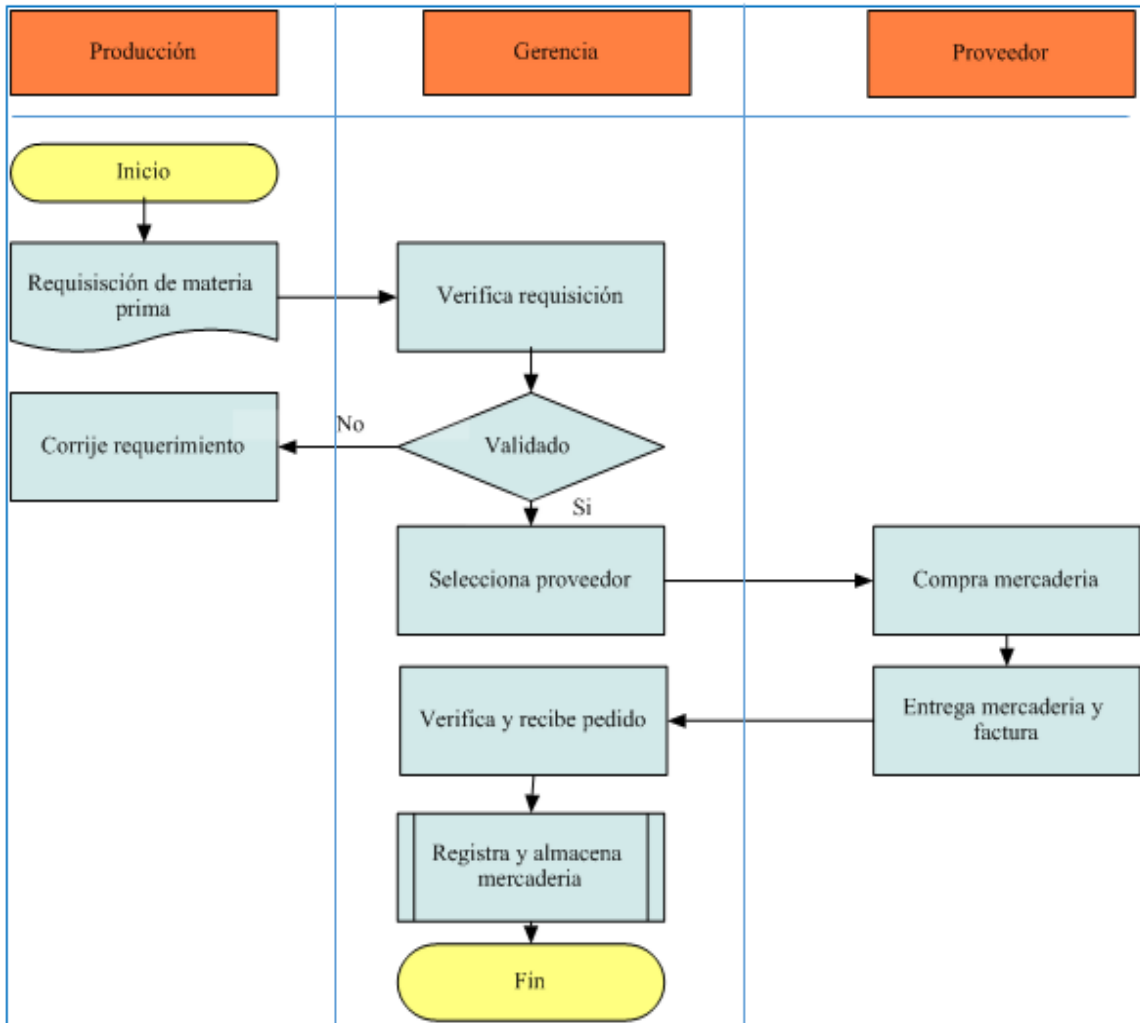 Producción
Gerencia
Proveedor
Inicio
Requisisción de materia
prima
Verifica requisición
Corrije requerimiento
No
Validado
Si
Selecciona proveedor
Compra mercaderia
Verifica y recibe pedido
Entrega mercaderia y
factura
Registra y almacena
mercaderia
Fin